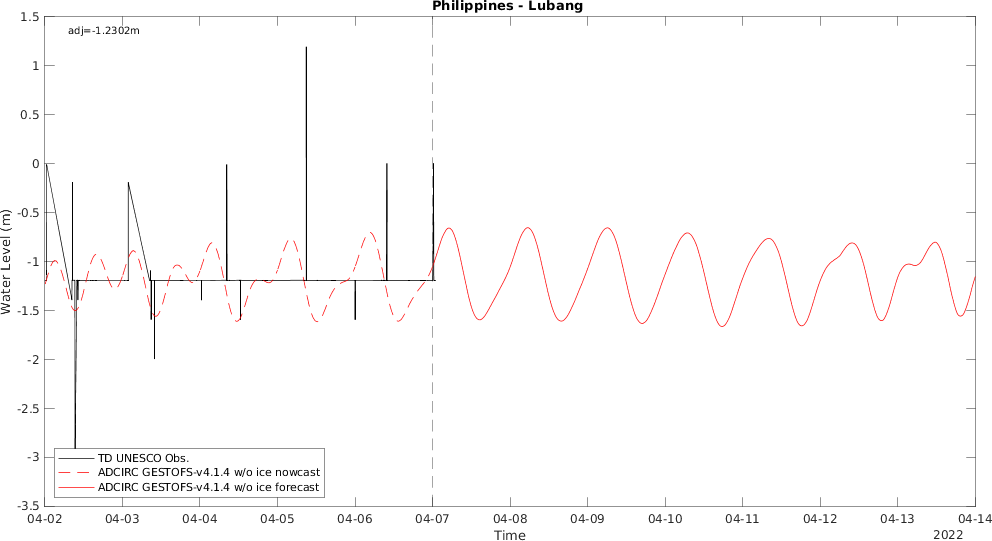 Philippines - Lubang
adj=-1.2302m
1.5
1
0.5
0
-0.5
-1
-1.5
-2
-2.5
-3
-3.5
Water Level (m)
TD UNESCO Obs.
ADCIRC GESTOFS-v4.1.4 w/o ice nowcast
ADCIRC GESTOFS-v4.1.4 w/o ice forecast
04-02 04-03 04-04 04-05 04-06 04-07 04-08 04-09 04-10 04-11 04-12 04-13 04-14
Time
2022